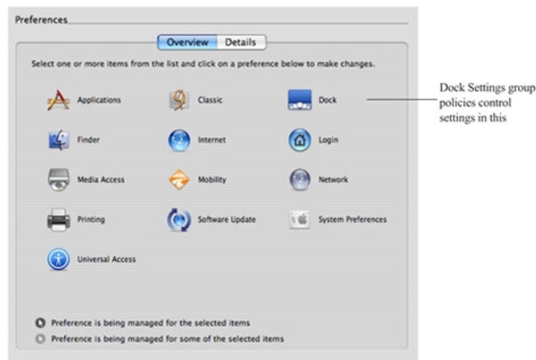 Preferences
Overview Details
Select one or more items from the list and click on a preference below to make changes.
Applications Classic Dock
Finder Internet Login
Media Access Mobility Network
Printing Software Update System Preferences
Universal Access
Preference is being managed for the selected items
Preference is being managed for some of the selected items
Dock Settings group
policies control
settings in this